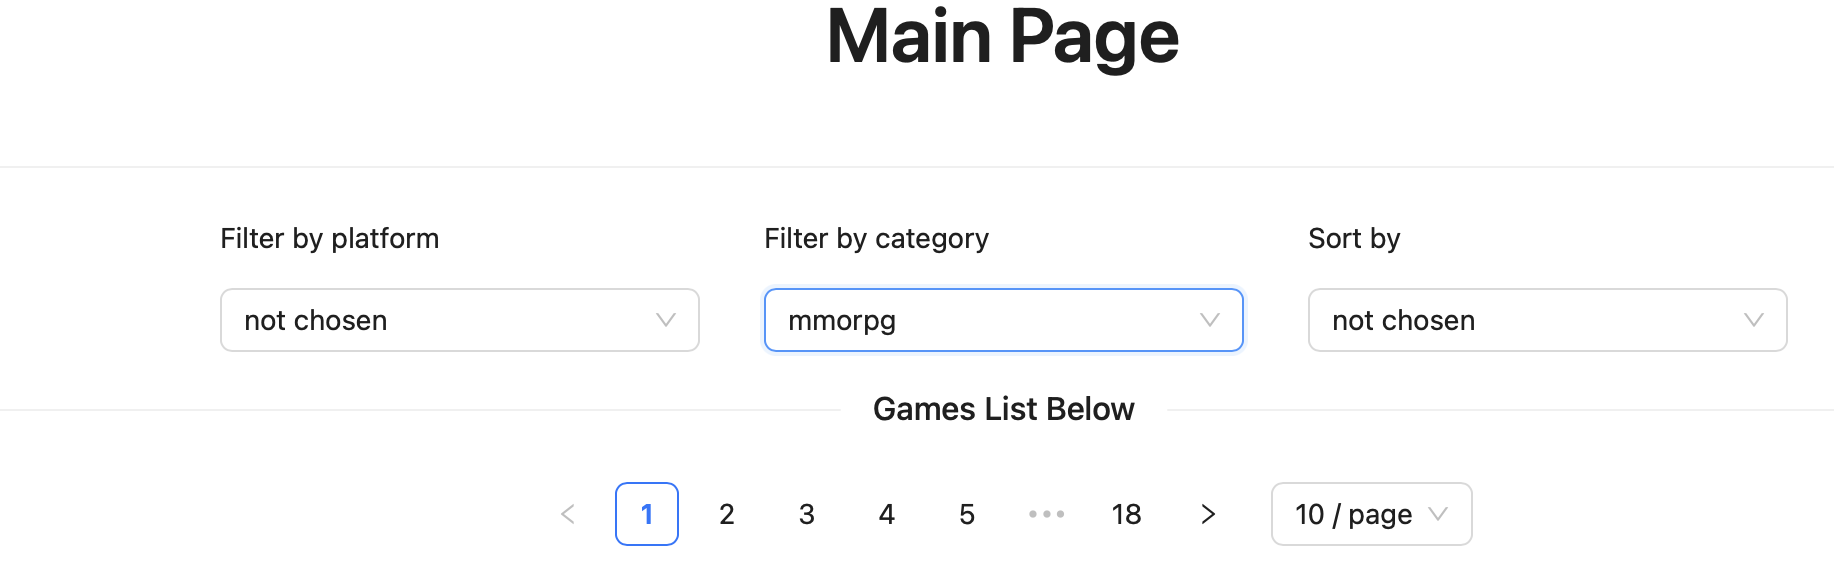 Main Page
Filter by platform Filter by category Sort by
not chosen mmorpg not chosen
Games List Below
< 1 2 3 4 5 ••• 18 > 10 / page